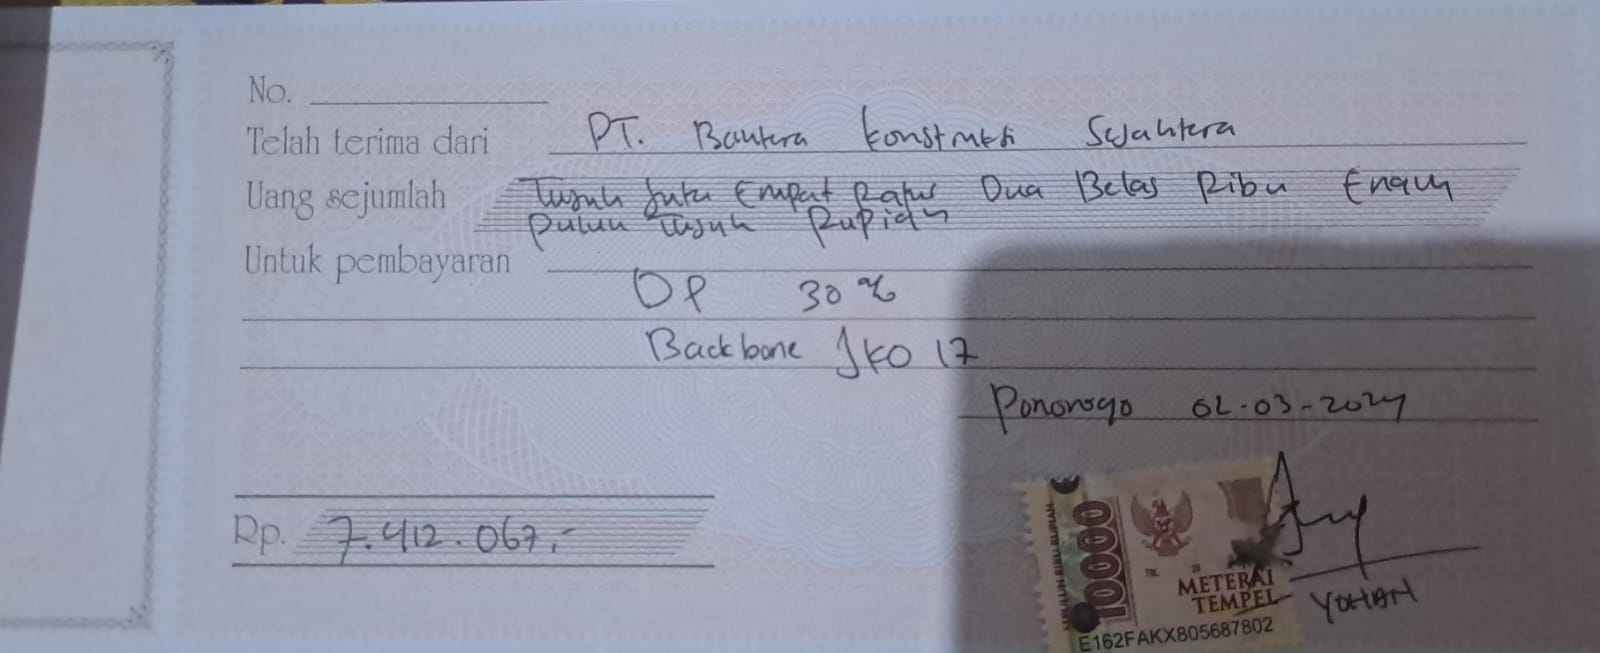 No.
Telah terima dari PT. Bantera Konstruksi Sejahtera
Uang sejumlah Tujuh Juta Empat Ratus Dua Belas Ribu Enam
Puluh Tujuh Rupiah
Untuk pembayaran
DP 30%
Backbone JKO 17
Ponorogo 02-03-2024
Rp. 7.412.067,-
SEPULUH RIBU RUPIAH
10000
TGL. 20
METERAI
TEMPEL
E162FAKX805687802
YOHAN